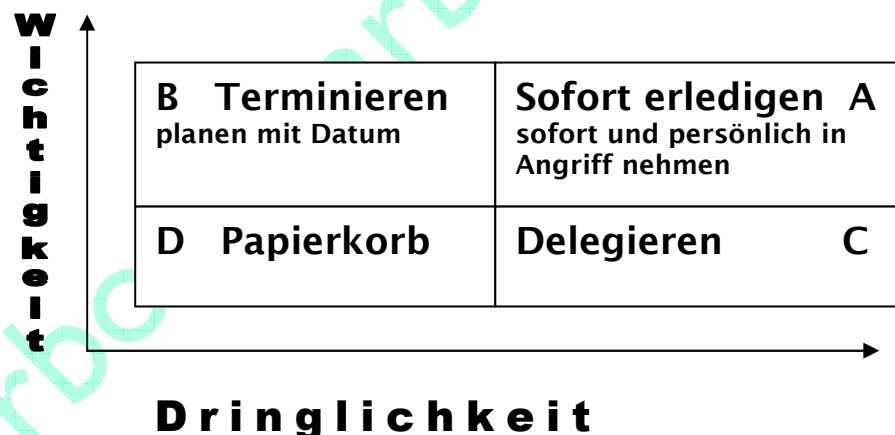 Wichtigkeit
B Terminieren
planen mit Datum
Sofort erledigen A
sofort und persönlich in
Angriff nehmen
D Papierkorb
Delegieren C
Dringlichkeit